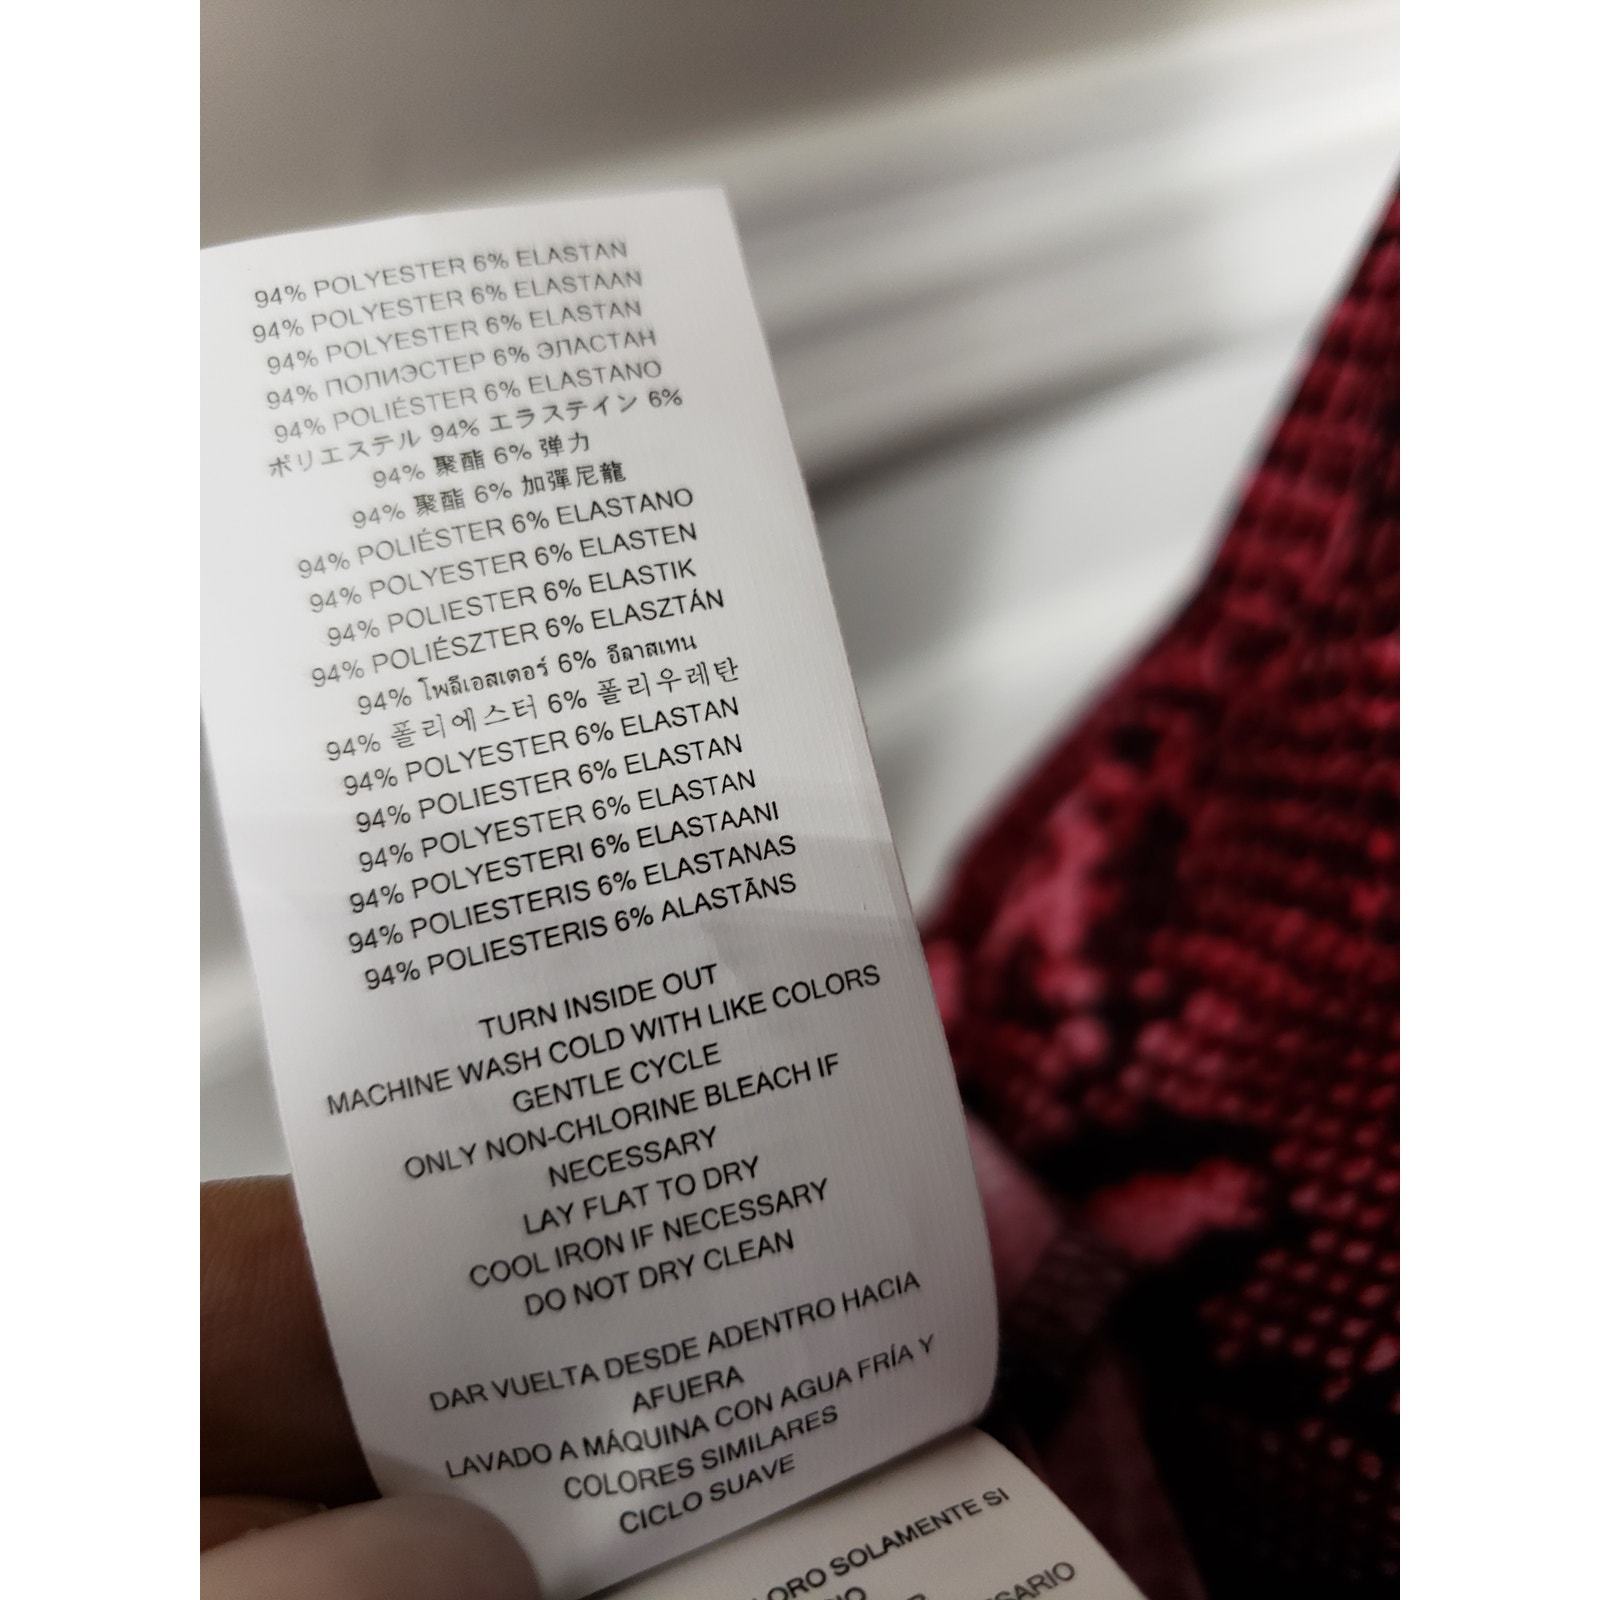 94% POLYESTER 6% ELASTAN
94% POLYESTER 6% ELASTAAN
94% POLYESTER 6% ELASTAN
94% ПОЛИЭСТЕР 6% ЭЛАСТАН
94% POLIÉSTER 6% ELASTANO
ポリエステル 94% エラステイン 6%
94% 聚酯 6% 弹力
94% 聚酯 6% 加彈尼龍
94% POLIÉSTER 6% ELASTANO
94% POLYESTER 6% ELASTEN
94% POLIESTER 6% ELASTIK
94% POLIÉSZTER 6% ELASZTÁN
94% โพลีเอสเตอร์ 6% อีลาสเทน
94% 폴리에스터 6% 폴리우레탄
94% POLYESTER 6% ELASTAN
94% POLIESTER 6% ELASTAN
94% POLYESTER 6% ELASTAN
94% POLYESTERI 6% ELASTAANI
94% POLIESTERIS 6% ELASTANAS
94% POLIESTERIS 6% ALASTĀNS
TURN INSIDE OUT
MACHINE WASH COLD WITH LIKE COLORS
GENTLE CYCLE
ONLY NON-CHLORINE BLEACH IF
NECESSARY
LAY FLAT TO DRY
COOL IRON IF NECESSARY
DO NOT DRY CLEAN
DAR VUELTA DESDE ADENTRO HACIA
AFUERA
LAVADO A MÁQUINA CON AGUA FRÍA Y
COLORES SIMILARES
CICLO SUAVE
SOLAMENTE SI